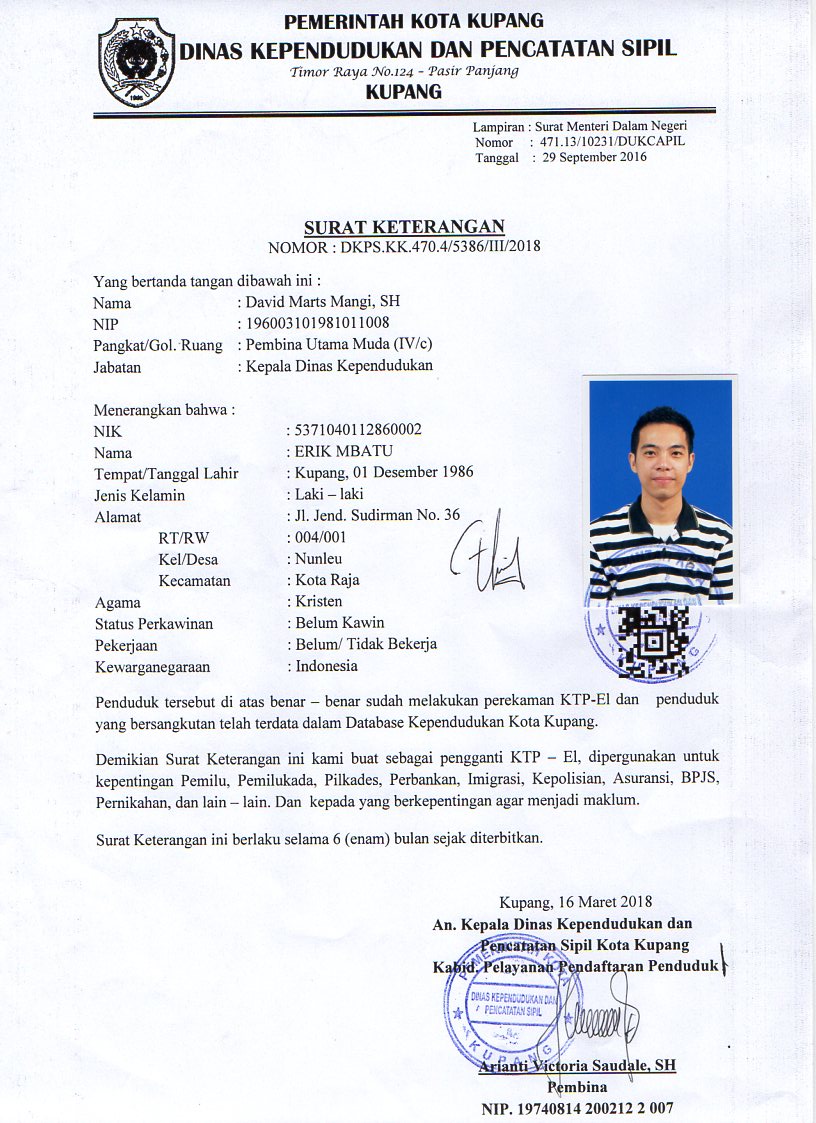 PEMERINTAH KOTA KUPANG
DINAS KEPENDUDUKAN DAN PENCATATAN SIPIL
Timor Raya No.124 - Pasir Panjang
KUPANG
1996
Lampiran : Surat Menteri Dalam Negeri
Nomor : 471.13/10231/DUKCAPIL
Tanggal : 29 September 2016
SURAT KETERANGAN
NOMOR : DKPS.KK.470.4/5386/III/2018
Yang bertanda tangan dibawah ini :
Nama : David Marts Mangi, SH
NIP : 196003101981011008
Pangkat/Gol. Ruang : Pembina Utama Muda (IV/c)
Jabatan : Kepala Dinas Kependudukan
Menerangkan bahwa :
NIK : 5371040112860002
Nama : ERIK MBATU
Tempat/Tanggal Lahir : Kupang, 01 Desember 1986
Jenis Kelamin : Laki – laki
Alamat : Jl. Jend. Sudirman No. 36
RT/RW : 004/001
Kel/Desa : Nunleu
Kecamatan : Kota Raja
Agama : Kristen
Status Perkawinan : Belum Kawin
Pekerjaan : Belum/ Tidak Bekerja
Kewarganegaraan : Indonesia
Penduduk tersebut di atas benar – benar sudah melakukan perekaman KTP-El dan penduduk
yang bersangkutan telah terdata dalam Database Kependudukan Kota Kupang.
Demikian Surat Keterangan ini kami buat sebagai pengganti KTP – El, dipergunakan untuk
kepentingan Pemilu, Pemilukada, Pilkades, Perbankan, Imigrasi, Kepolisian, Asuransi, BPJS,
Pernikahan, dan lain – lain. Dan kepada yang berkepentingan agar menjadi maklum.
Surat Keterangan ini berlaku selama 6 (enam) bulan sejak diterbitkan.
Kupang, 16 Maret 2018
An. Kepala Dinas Kependudukan dan
Pencatatan Sipil Kota Kupang
Kabid. Pelayanan Pendaftaran Penduduk
PEMERINTAH KOTA
DINAS KEPENDUDUKAN DAN
PENCATATAN SIPIL
KUPANG
Arianti Victoria Saudale, SH
Pembina
NIP. 19740814 200212 2 007